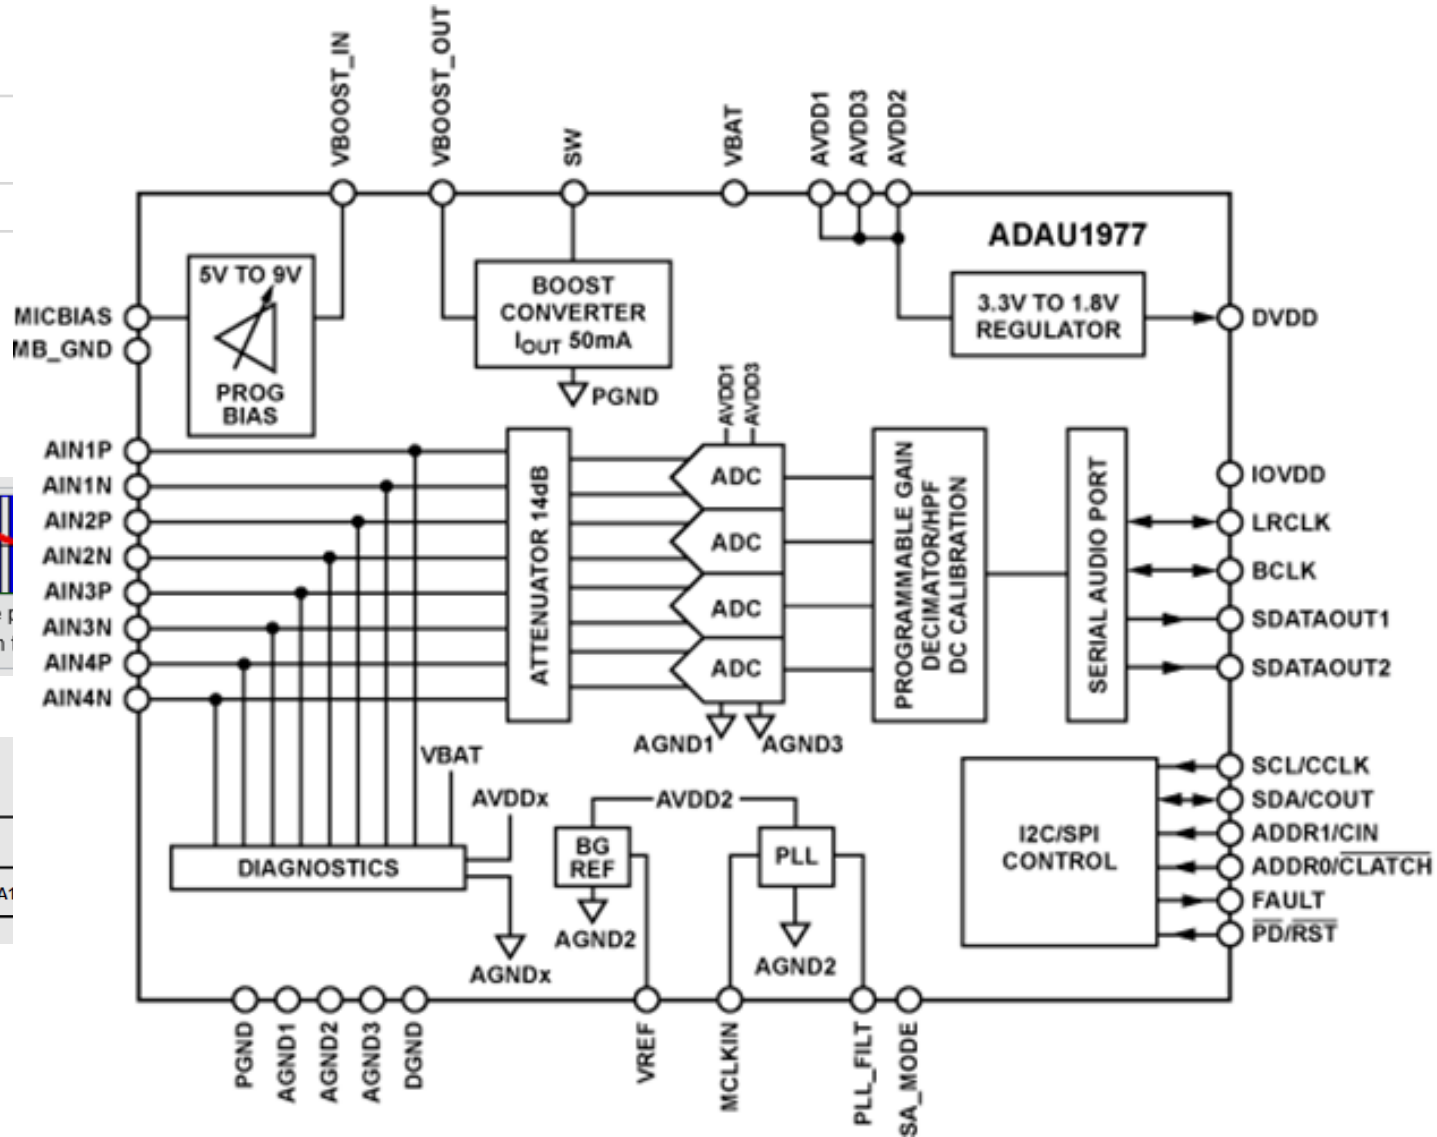 VBOOST_IN
VBOOST_OUT
SW
VBAT
AVDD1
AVDD3
AVDD2
ADAU1977
5V TO 9V
PROG
BIAS
BOOST
CONVERTER
IOUT 50mA
PGND
3.3V TO 1.8V
REGULATOR
MICBIAS
MB_GND
DVDD
AIN1P
AIN1N
AIN2P
AIN2N
AIN3P
AIN3N
AIN4P
AIN4N
ATTENUATOR 14dB
AVDD1
AVDD3
ADC
ADC
ADC
ADC
AGND1
AGND3
PROGRAMMABLE GAIN
DECIMATOR/HPF
DC CALIBRATION
SERIAL AUDIO PORT
IOVDD
LRCLK
BCLK
SDATAOUT1
SDATAOUT2
VBAT
AVDDx
DIAGNOSTICS
AGNDx
AVDD2
BG
REF
AGND2
PLL
AGND2
I2C/SPI
CONTROL
SCL/CCLK
SDA/COUT
ADDR1/CIN
ADDR0/CLATCH
FAULT
PD/RST
PGND
AGND1
AGND2
AGND3
DGND
VREF
MCLKIN
PLL_FILT
SA_MODE